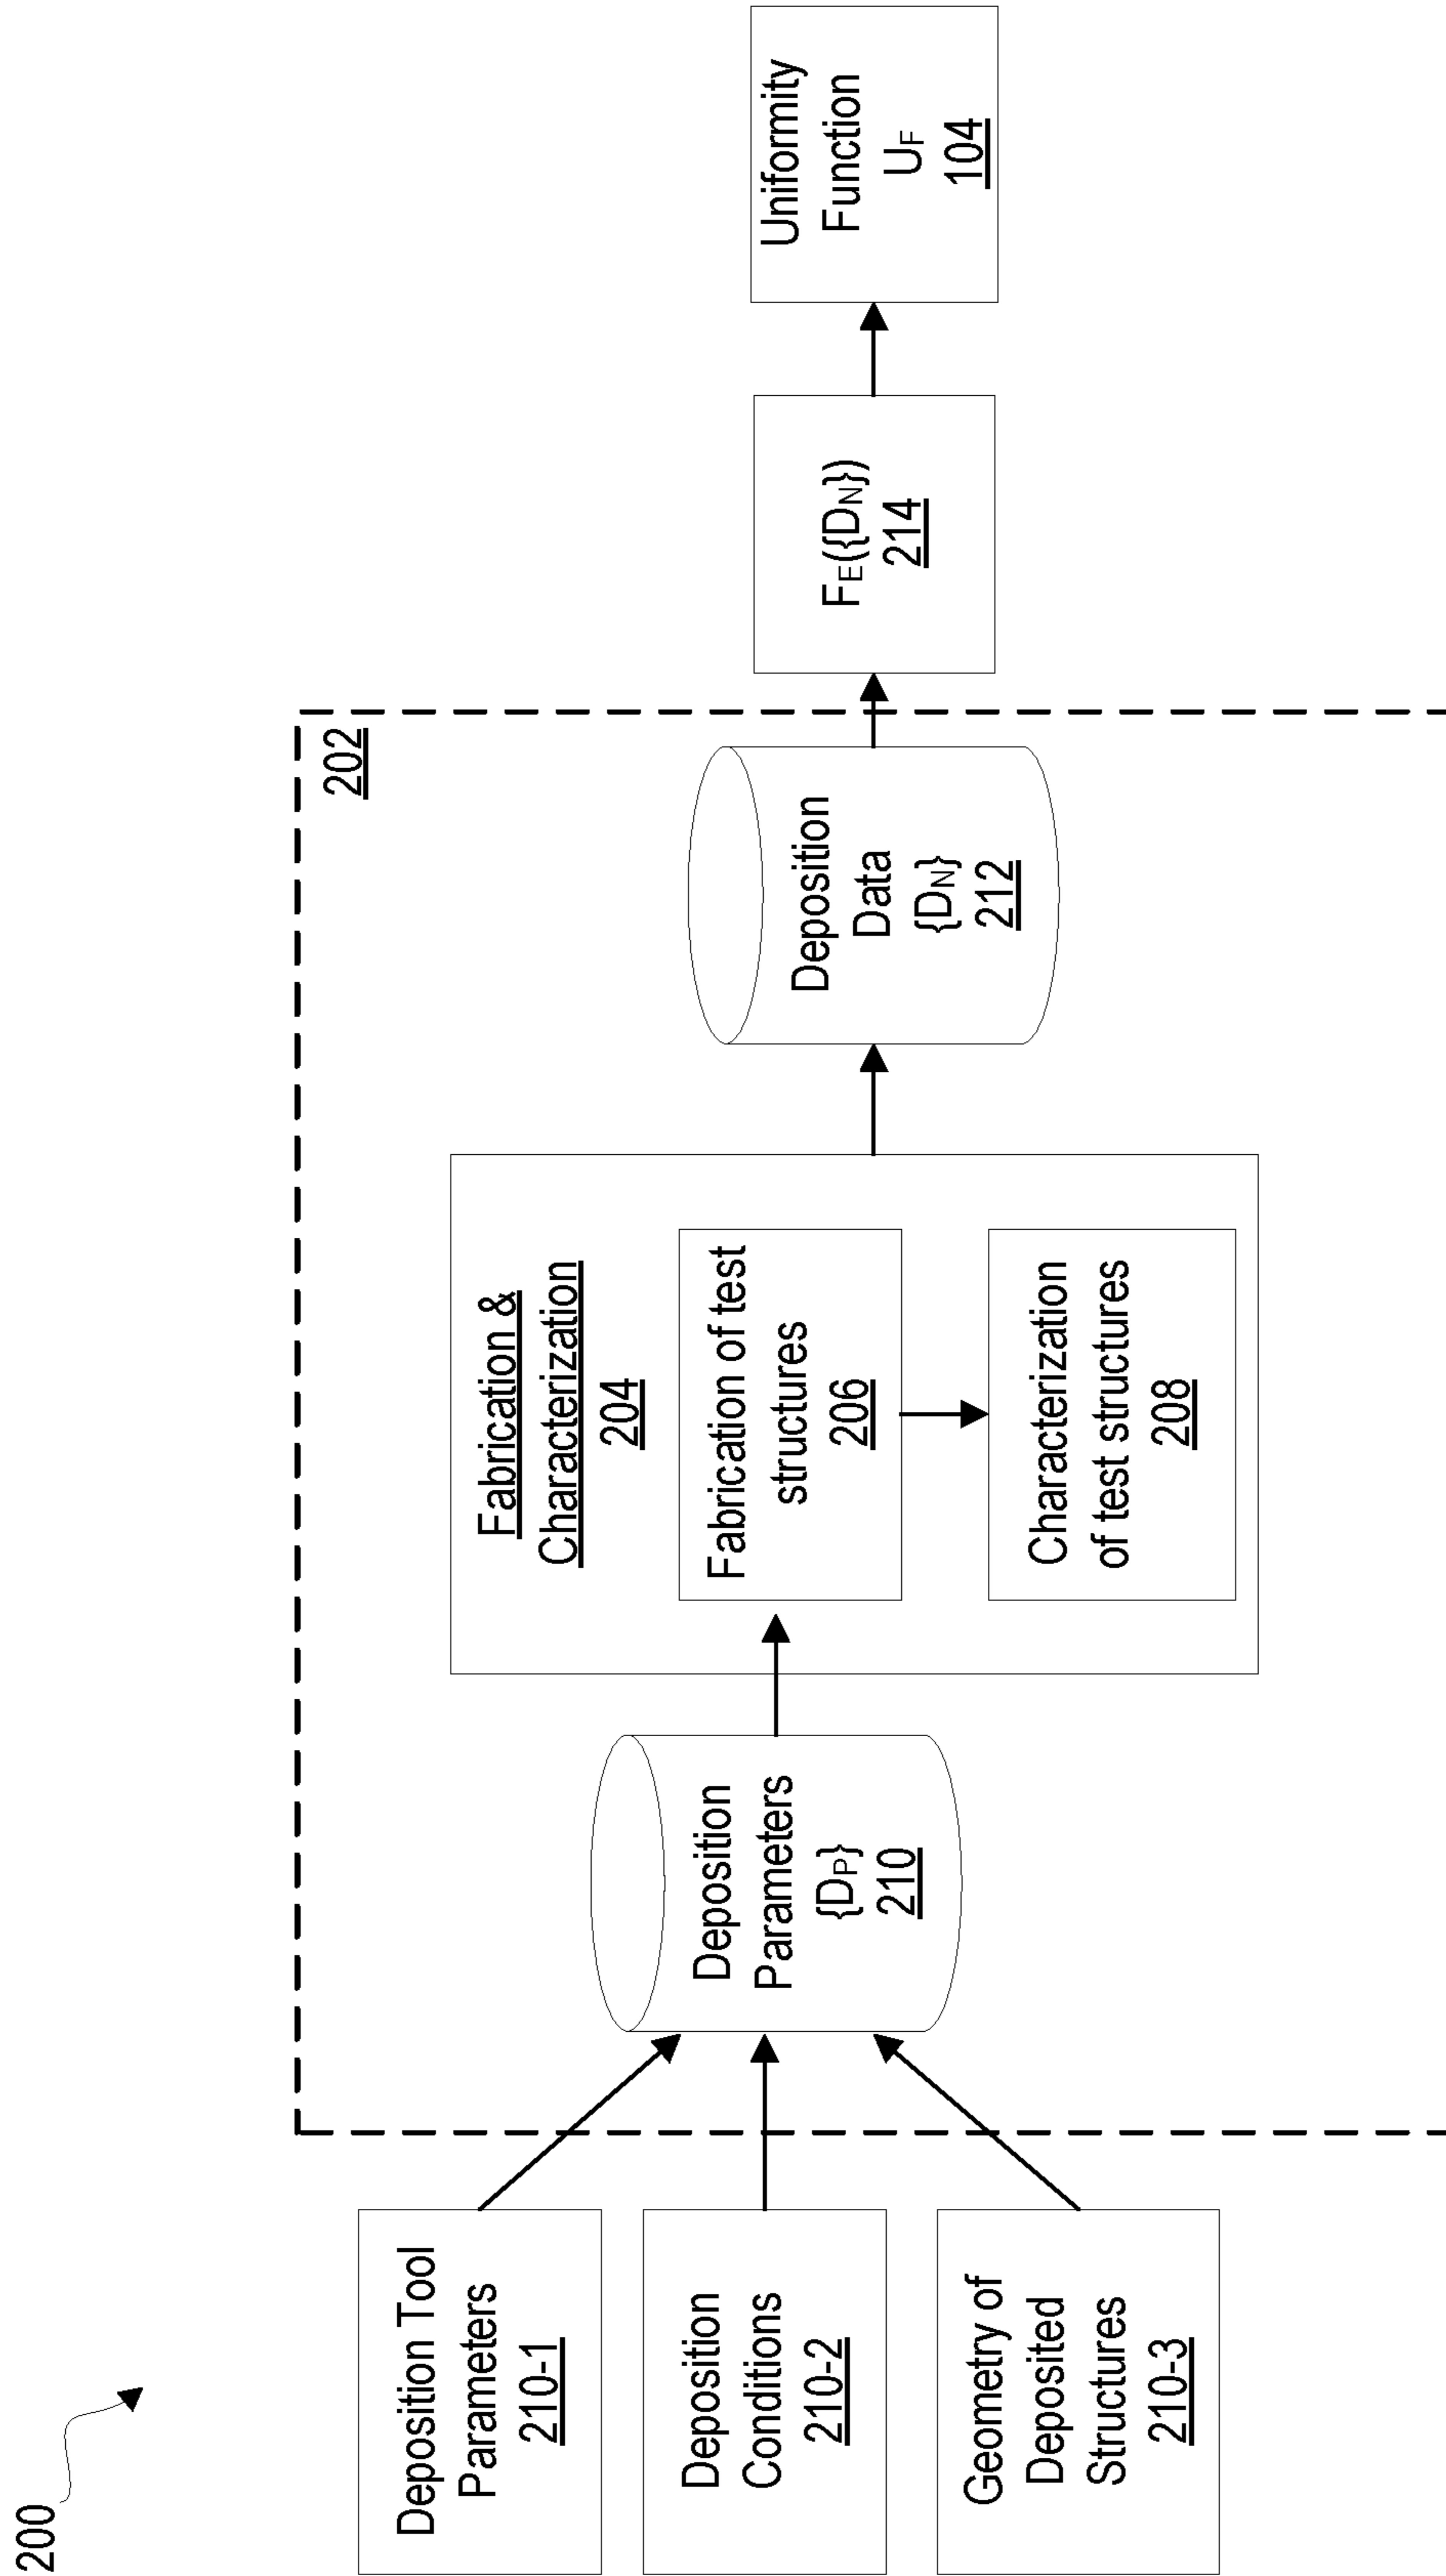 200
Deposition Tool
Parameters
210-1
Deposition
Conditions
210-2
Geometry of
Deposited
Structures
210-3
202
Deposition
Parameters
{DP}
210
Fabrication &
Characterization
204
Fabrication of test
structures
206
Characterization
of test structures
208
Deposition
Data
{DN}
212
FE({DN})
214
Uniformity
Function
UF
104